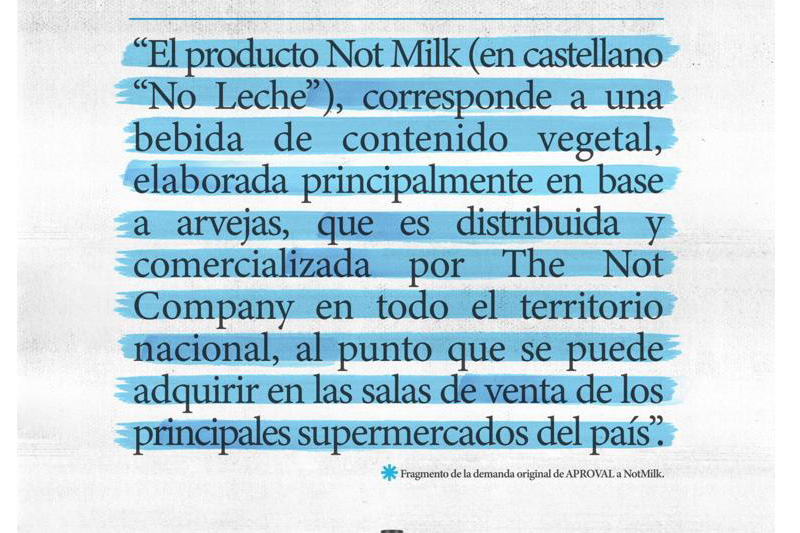 “El producto Not Milk (en castellano
“No Leche”), corresponde a una
bebida de contenido vegetal,
elaborada principalmente en base
a arvejas, que es distribuida y
comercializada por The Not
Company en todo el territorio
nacional, al punto que se puede
adquirir en las salas de venta de los
principales supermercados del país”.
Fragmento de la demanda original de APROVAL a NotMilk.